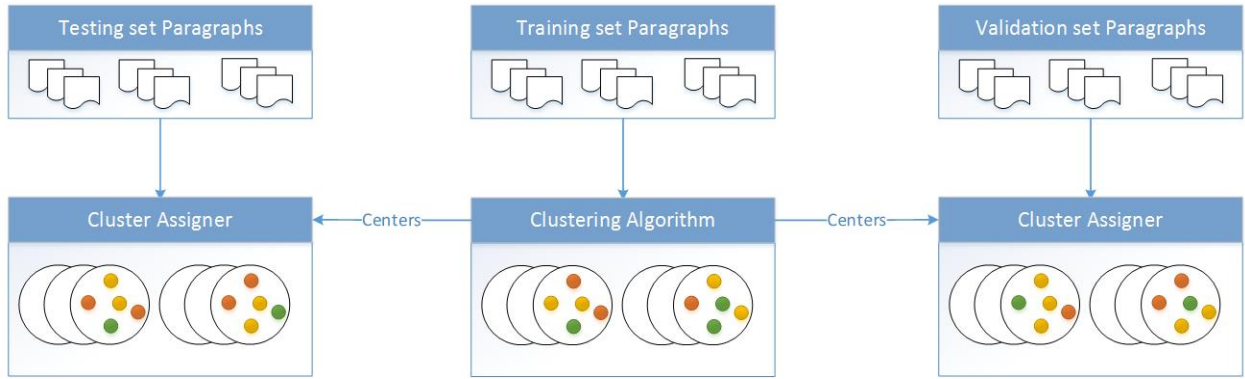 Testing set Paragraphs
Training set Paragraphs
Validation set Paragraphs
Cluster Assigner
Centers
Clustering Algorithm
Centers
Cluster Assigner